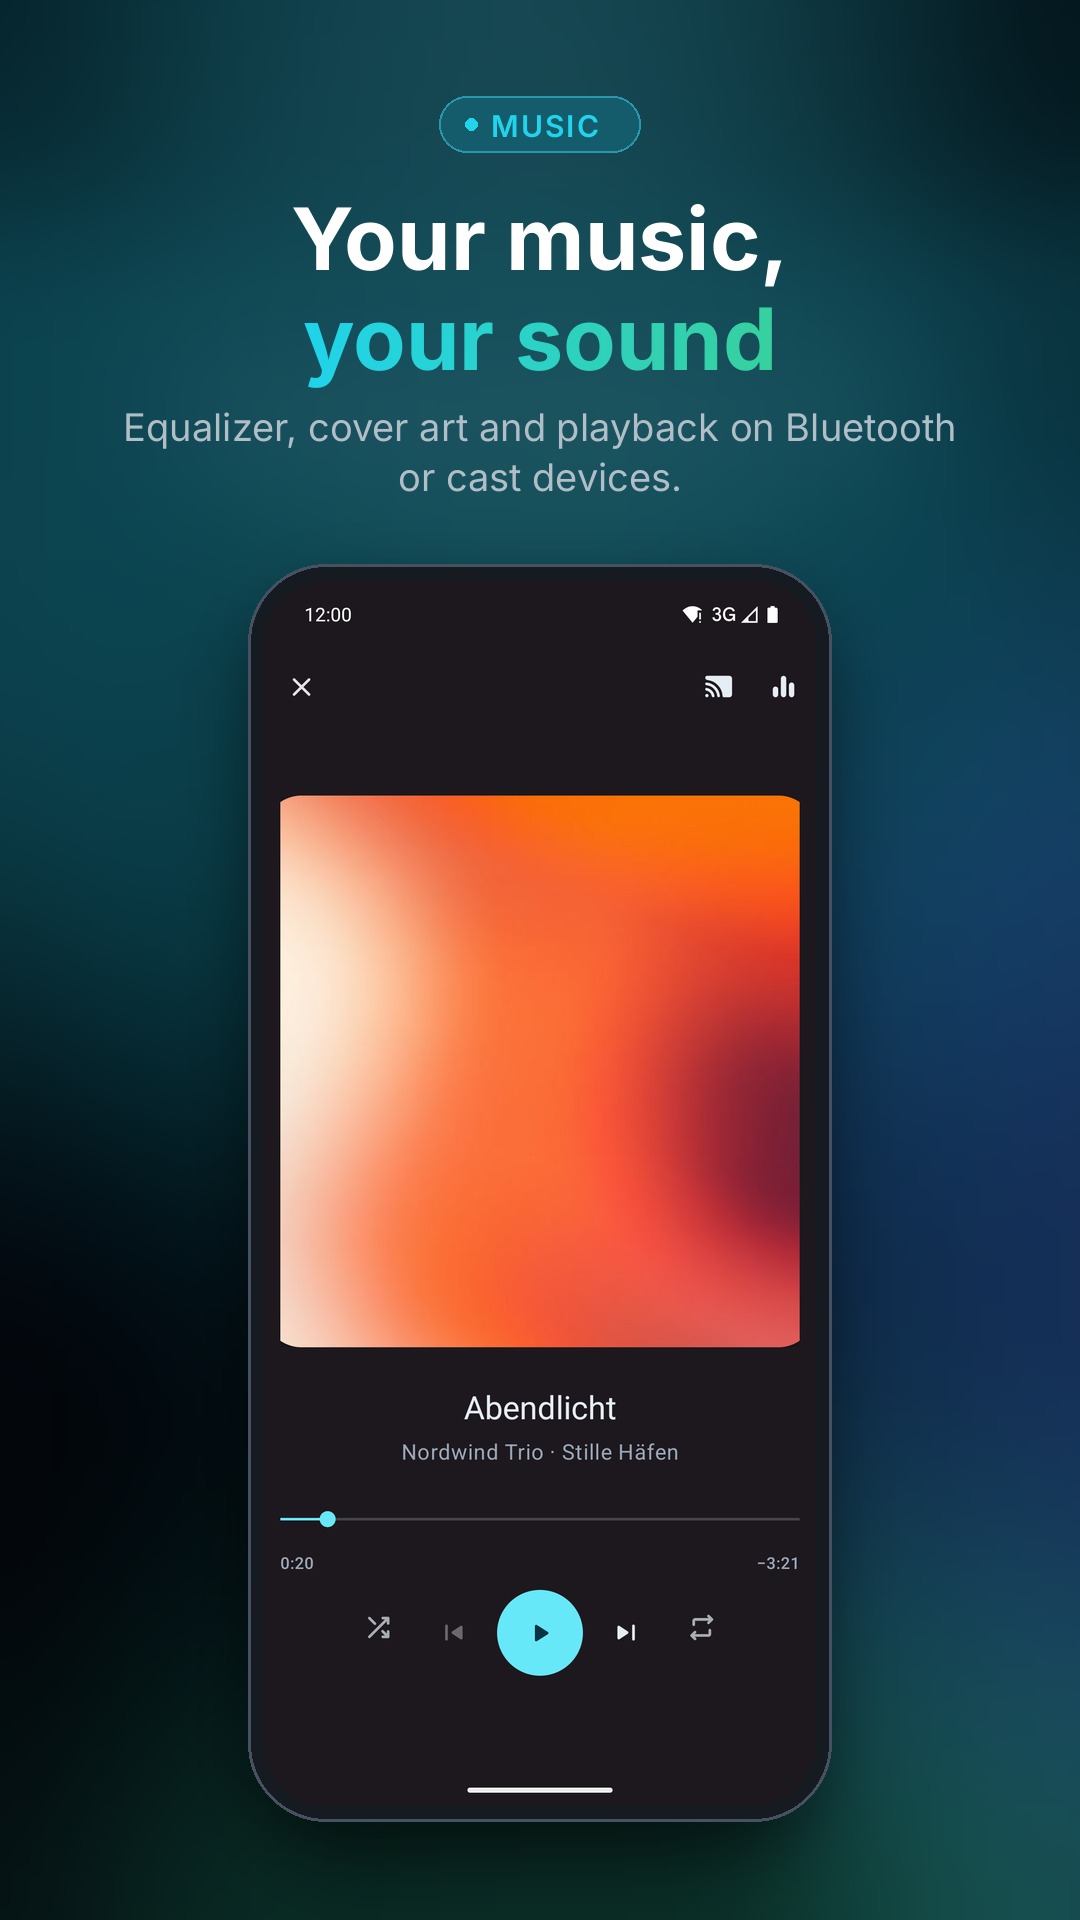 MUSIC
Your music,
your sound
Equalizer, cover art and playback on Bluetooth
or cast devices.
12:00
3G
Abendlicht
Nordwind Trio · Stille Häfen
0:20
−3:21